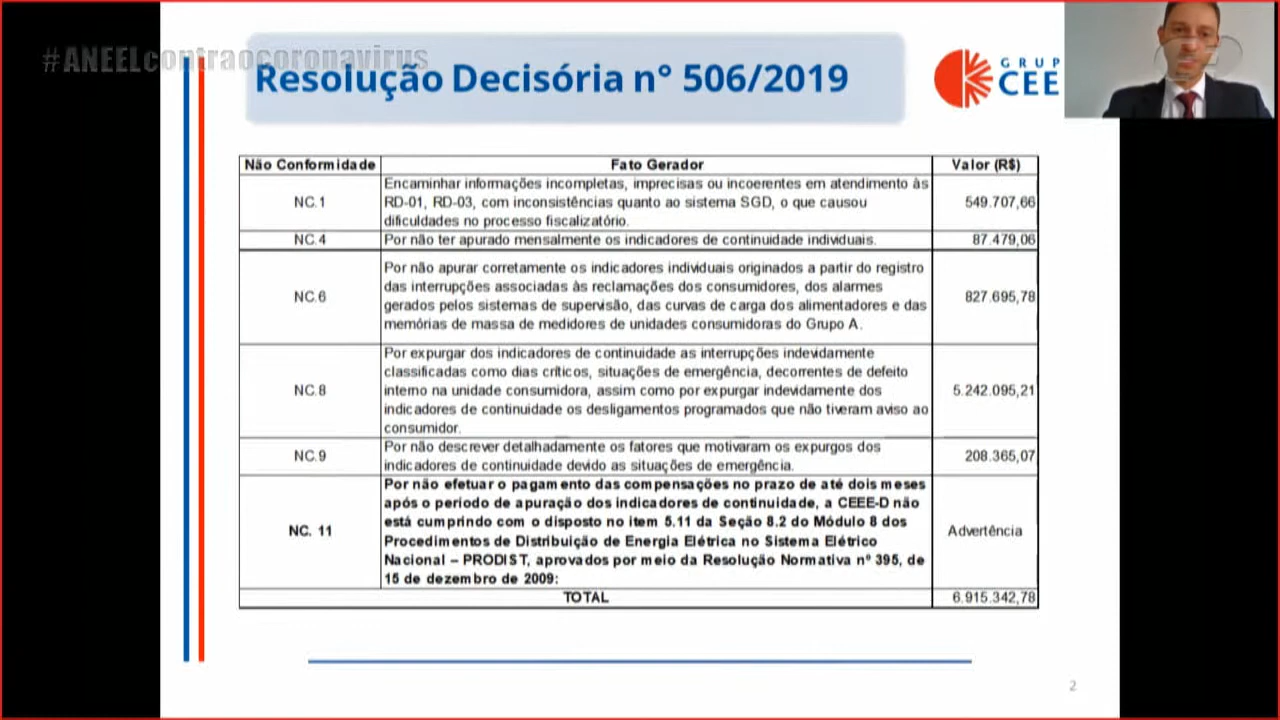 #ANEELcontraocoronavirus
Resolução Decisória n° 506/2019
GRUP
CEE
Não Conformidade Fato Gerador Valor (R$)
Encaminhar informações incompletas, imprecisas ou incoerentes em atendimento às
NC.1 RD-01, RD-03, com inconsistências quanto ao sistema SGD, o que causou 549.707,66
dificuldades no processo fiscalizatório.
NC.4 Por não ter apurado mensalmente os indicadores de continuidade individuais. 87.479,06
Por não apurar corretamente os indicadores individuais originados a partir do registro
das interrupções associadas às reclamações dos consumidores, dos alarmes
NC.6 gerados pelos sistemas de supervisão, das curvas de carga dos alimentadores e das 827.695,78
memórias de massa de medidores de unidades consumidoras do Grupo A.
Por expurgar dos indicadores de continuidade as interrupções indevidamente
classificadas como dias críticos, situações de emergência, decorrentes de defeito
NC.8 interno na unidade consumidora, assim como por expurgar indevidamente dos 5.242.095,21
indicadores de continuidade os desligamentos programados que não tiveram aviso ao
consumidor.
NC.9 Por não descrever detalhadamente os fatores que motivaram os expurgos dos 208.365,07
indicadores de continuidade devido as situações de emergência.
Por não efetuar o pagamento das compensações no prazo de até dois meses
após o período de apuração dos indicadores de continuidade, a CEEE-D não
NC. 11 está cumprindo com o disposto no item 5.11 da Seção 8.2 do Módulo 8 dos Advertência
Procedimentos de Distribuição de Energia Elétrica no Sistema Elétrico
Nacional – PRODIST, aprovados por meio da Resolução Normativa nº 395, de
15 de dezembro de 2009:
TOTAL 6.915.342,78
2